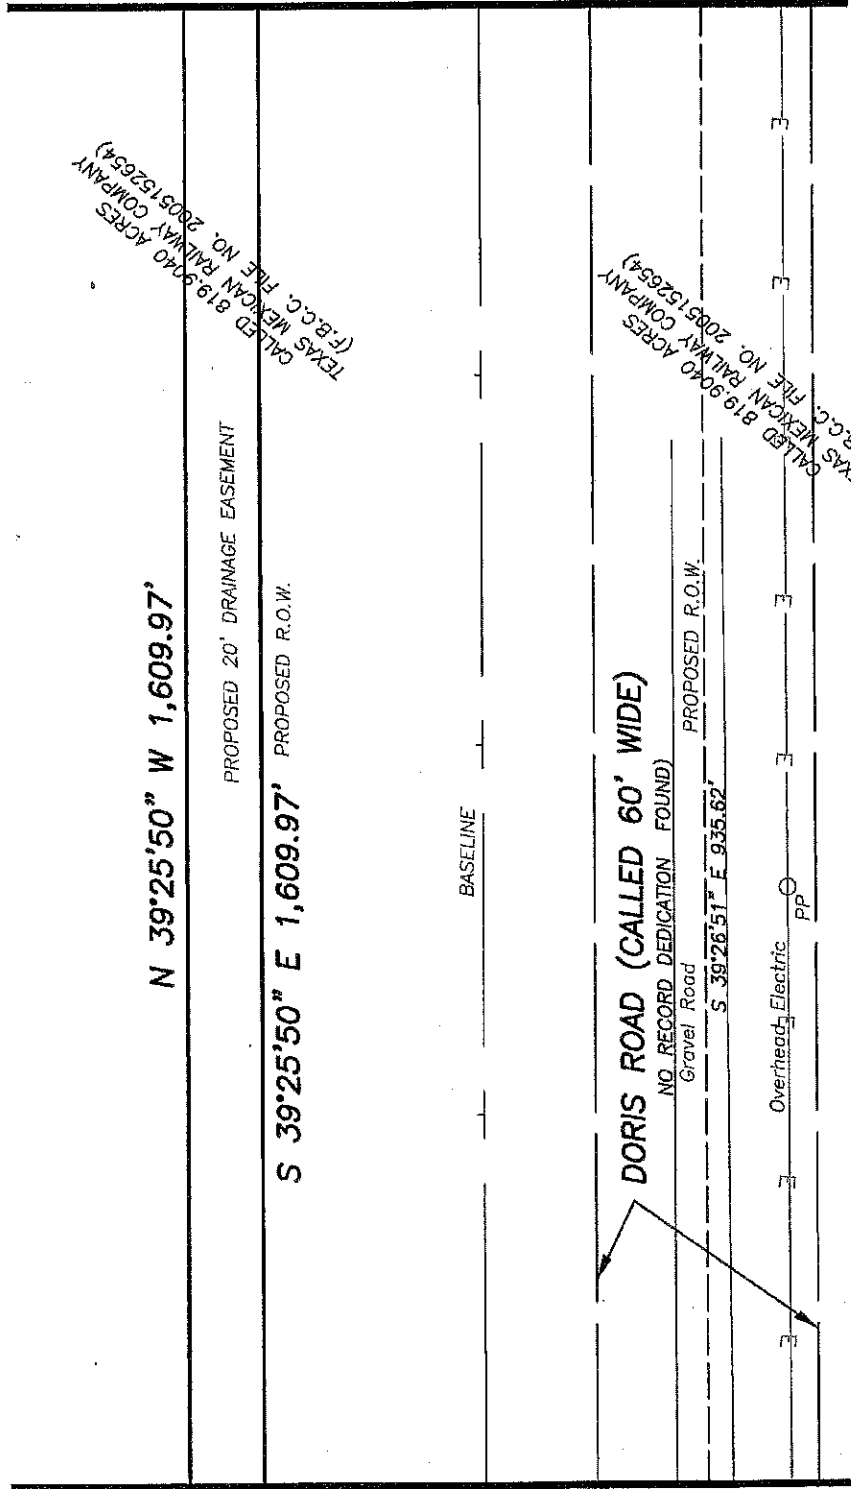 CALLED 819.9040 ACRES
TEXAS MEXICAN RAILWAY COMPANY
(F.B.C.C. FILE NO. 2005152654)
N 39°25'50" W 1,609.97'
PROPOSED 20' DRAINAGE EASEMENT
S 39°25'50" E 1,609.97' PROPOSED R.O.W.
BASELINE
CALLED 819.9040 ACRES
EXAS MEXICAN RAILWAY COMPANY
B.C.C. FILE NO. 2005152654)
DORIS ROAD (CALLED 60' WIDE)
NO RECORD DEDICATION FOUND)
Gravel Road
PROPOSED R.O.W.
S 39°26'51" E 935.62'
E
E
E
E
PP
Overhead Electric
E
E
E